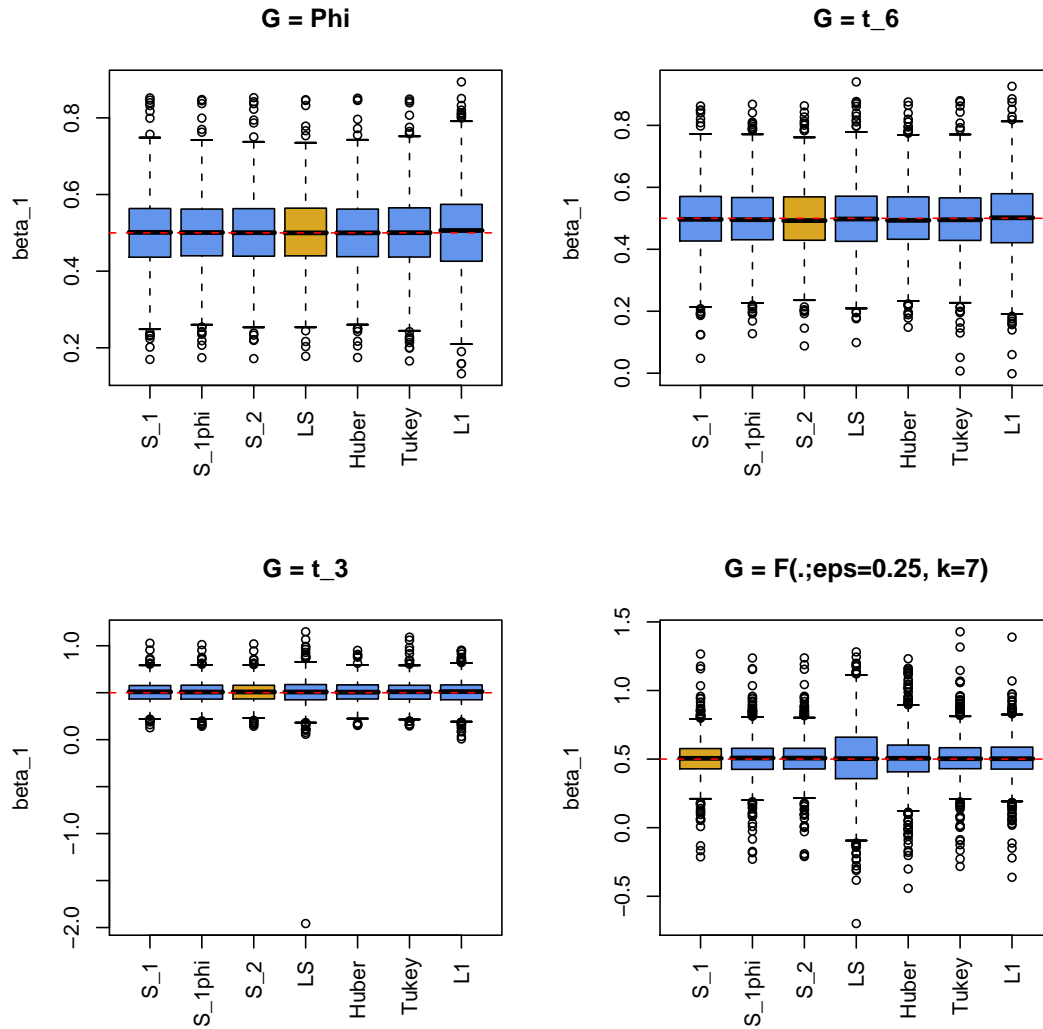 G = Phi
beta_1
0.2 0.4 0.6 0.8
S_1 S_1phi S_2 LS Huber Tukey L1
G = t_6
beta_1
0.0 0.2 0.4 0.6 0.8
S_1 S_1phi S_2 LS Huber Tukey L1
G = t_3
beta_1
−2.0 −1.0 0.0 1.0
S_1 S_1phi S_2 LS Huber Tukey L1
G = F(.;eps=0.25, k=7)
beta_1
−0.5 0.0 0.5 1.0 1.5
S_1 S_1phi S_2 LS Huber Tukey L1